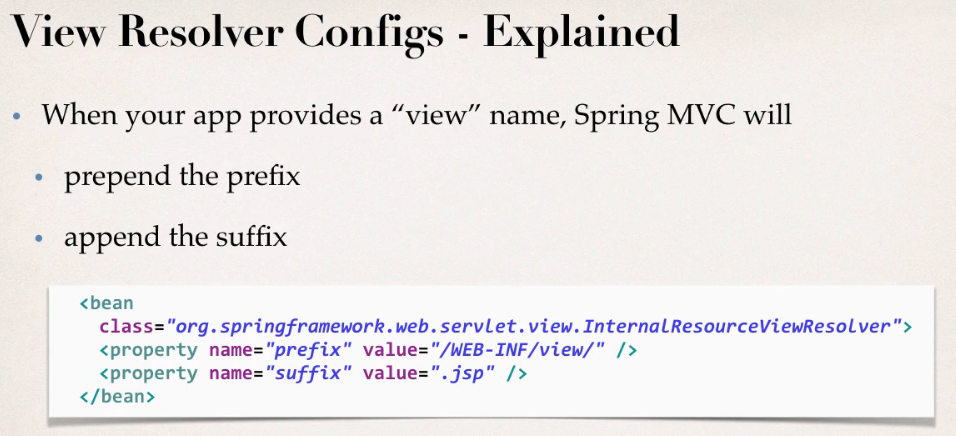 View Resolver Configs - Explained
• When your app provides a “view” name, Spring MVC will
• prepend the prefix
• append the suffix
<bean
class="org.springframework.web.servlet.view.InternalResourceViewResolver">
<property name="prefix" value="/WEB-INF/view/" />
<property name="suffix" value=".jsp" />
</bean>